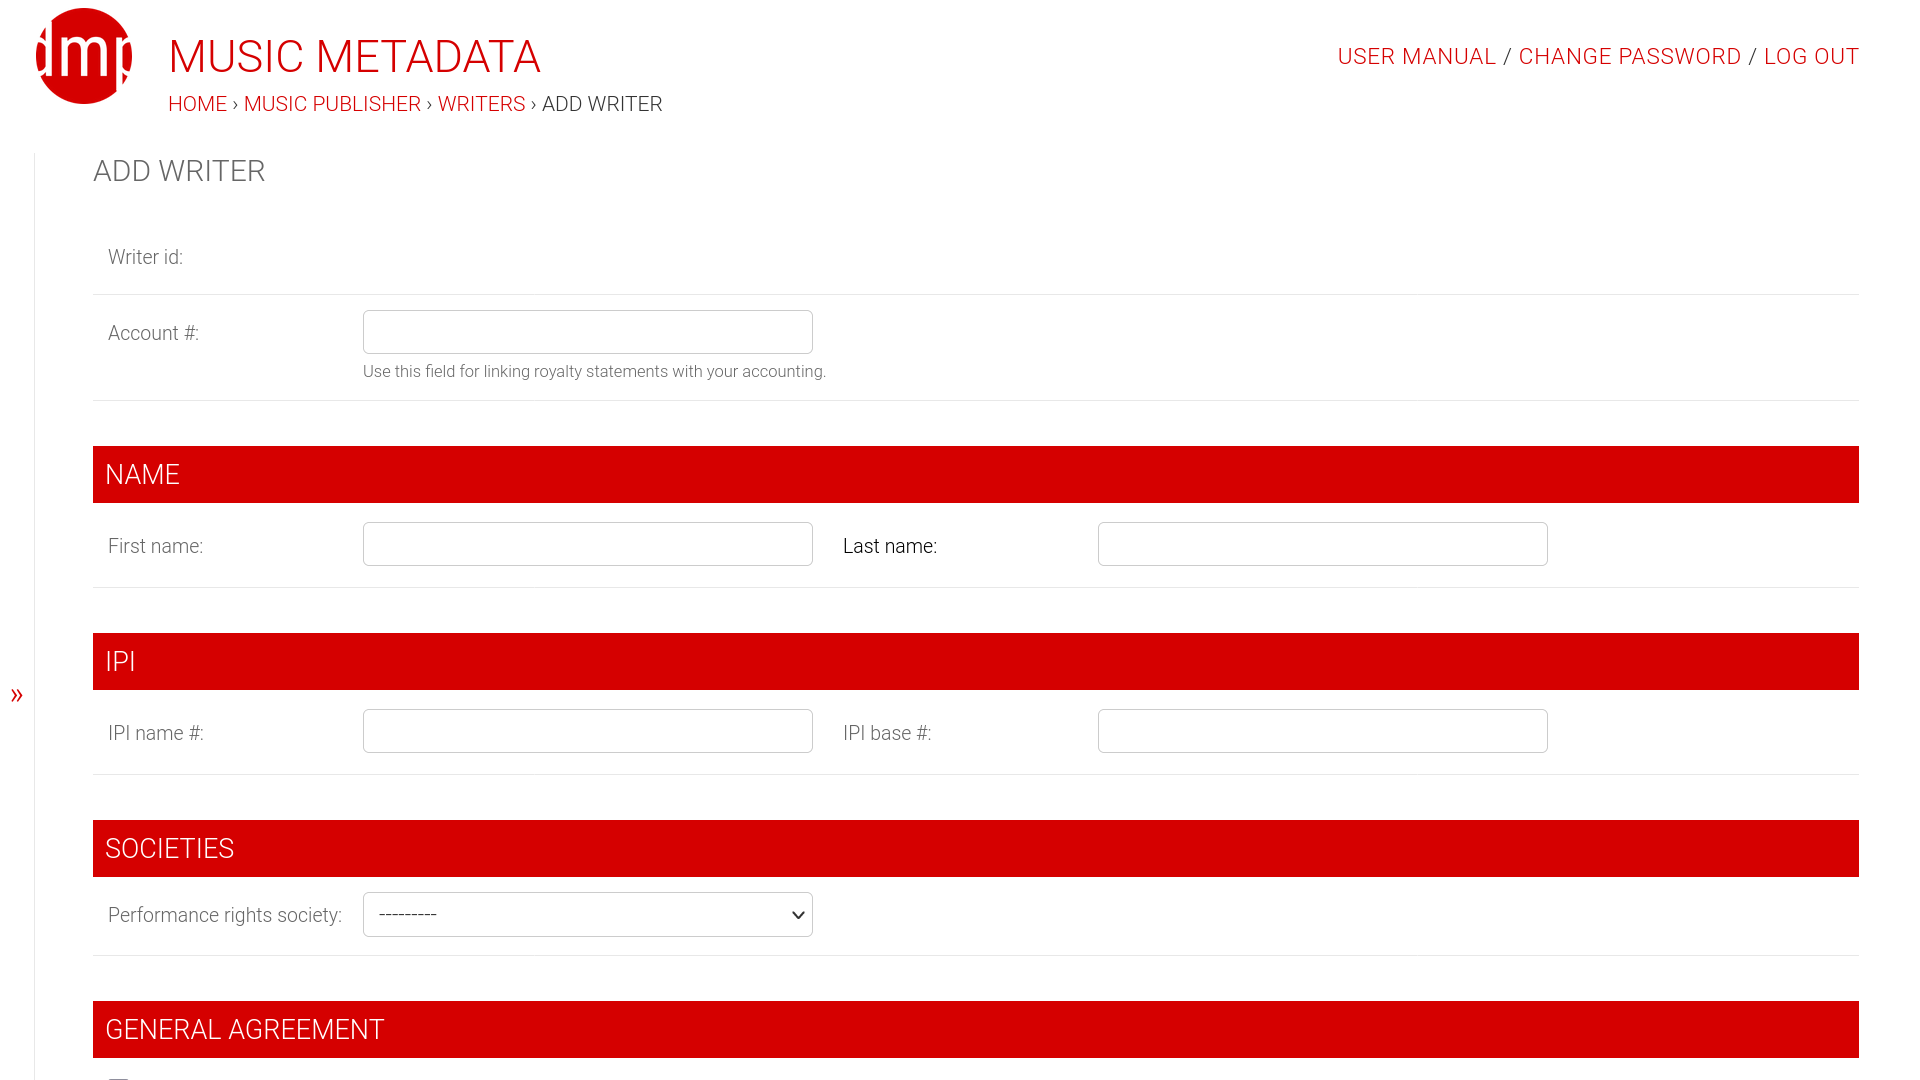 dmp
MUSIC METADATA
USER MANUAL / CHANGE PASSWORD / LOG OUT
HOME › MUSIC PUBLISHER › WRITERS › ADD WRITER
ADD WRITER
Writer id:
Account #:
Use this field for linking royalty statements with your accounting.
NAME
First name:
Last name:
IPI
»
IPI name #:
IPI base #:
SOCIETIES
Performance rights society:
---------
GENERAL AGREEMENT